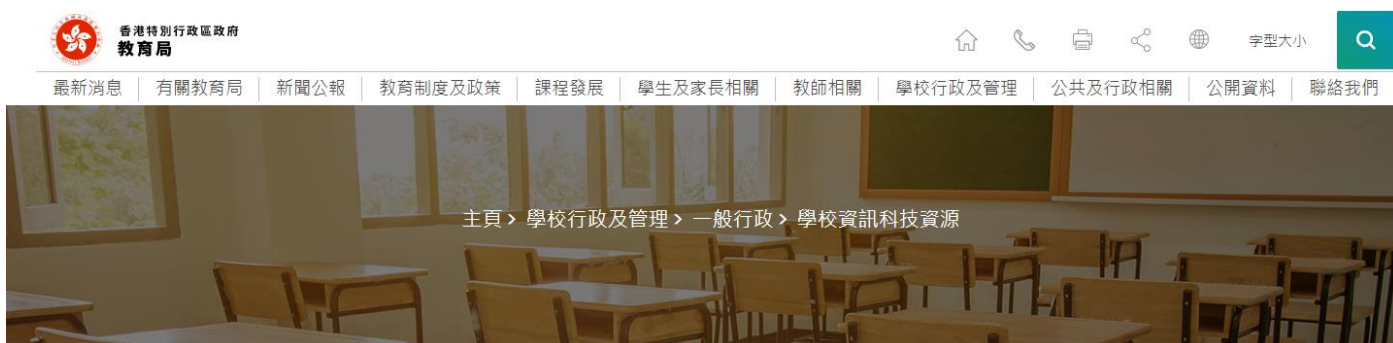 香港特別行政區政府
教育局
字型大小
最新消息 有關教育局 新聞公報 教育制度及政策 課程發展 學生及家長相關 教師相關 學校行政及管理 公共及行政相關 公開資料 聯絡我們
主頁 > 學校行政及管理 > 一般行政 > 學校資訊科技資源